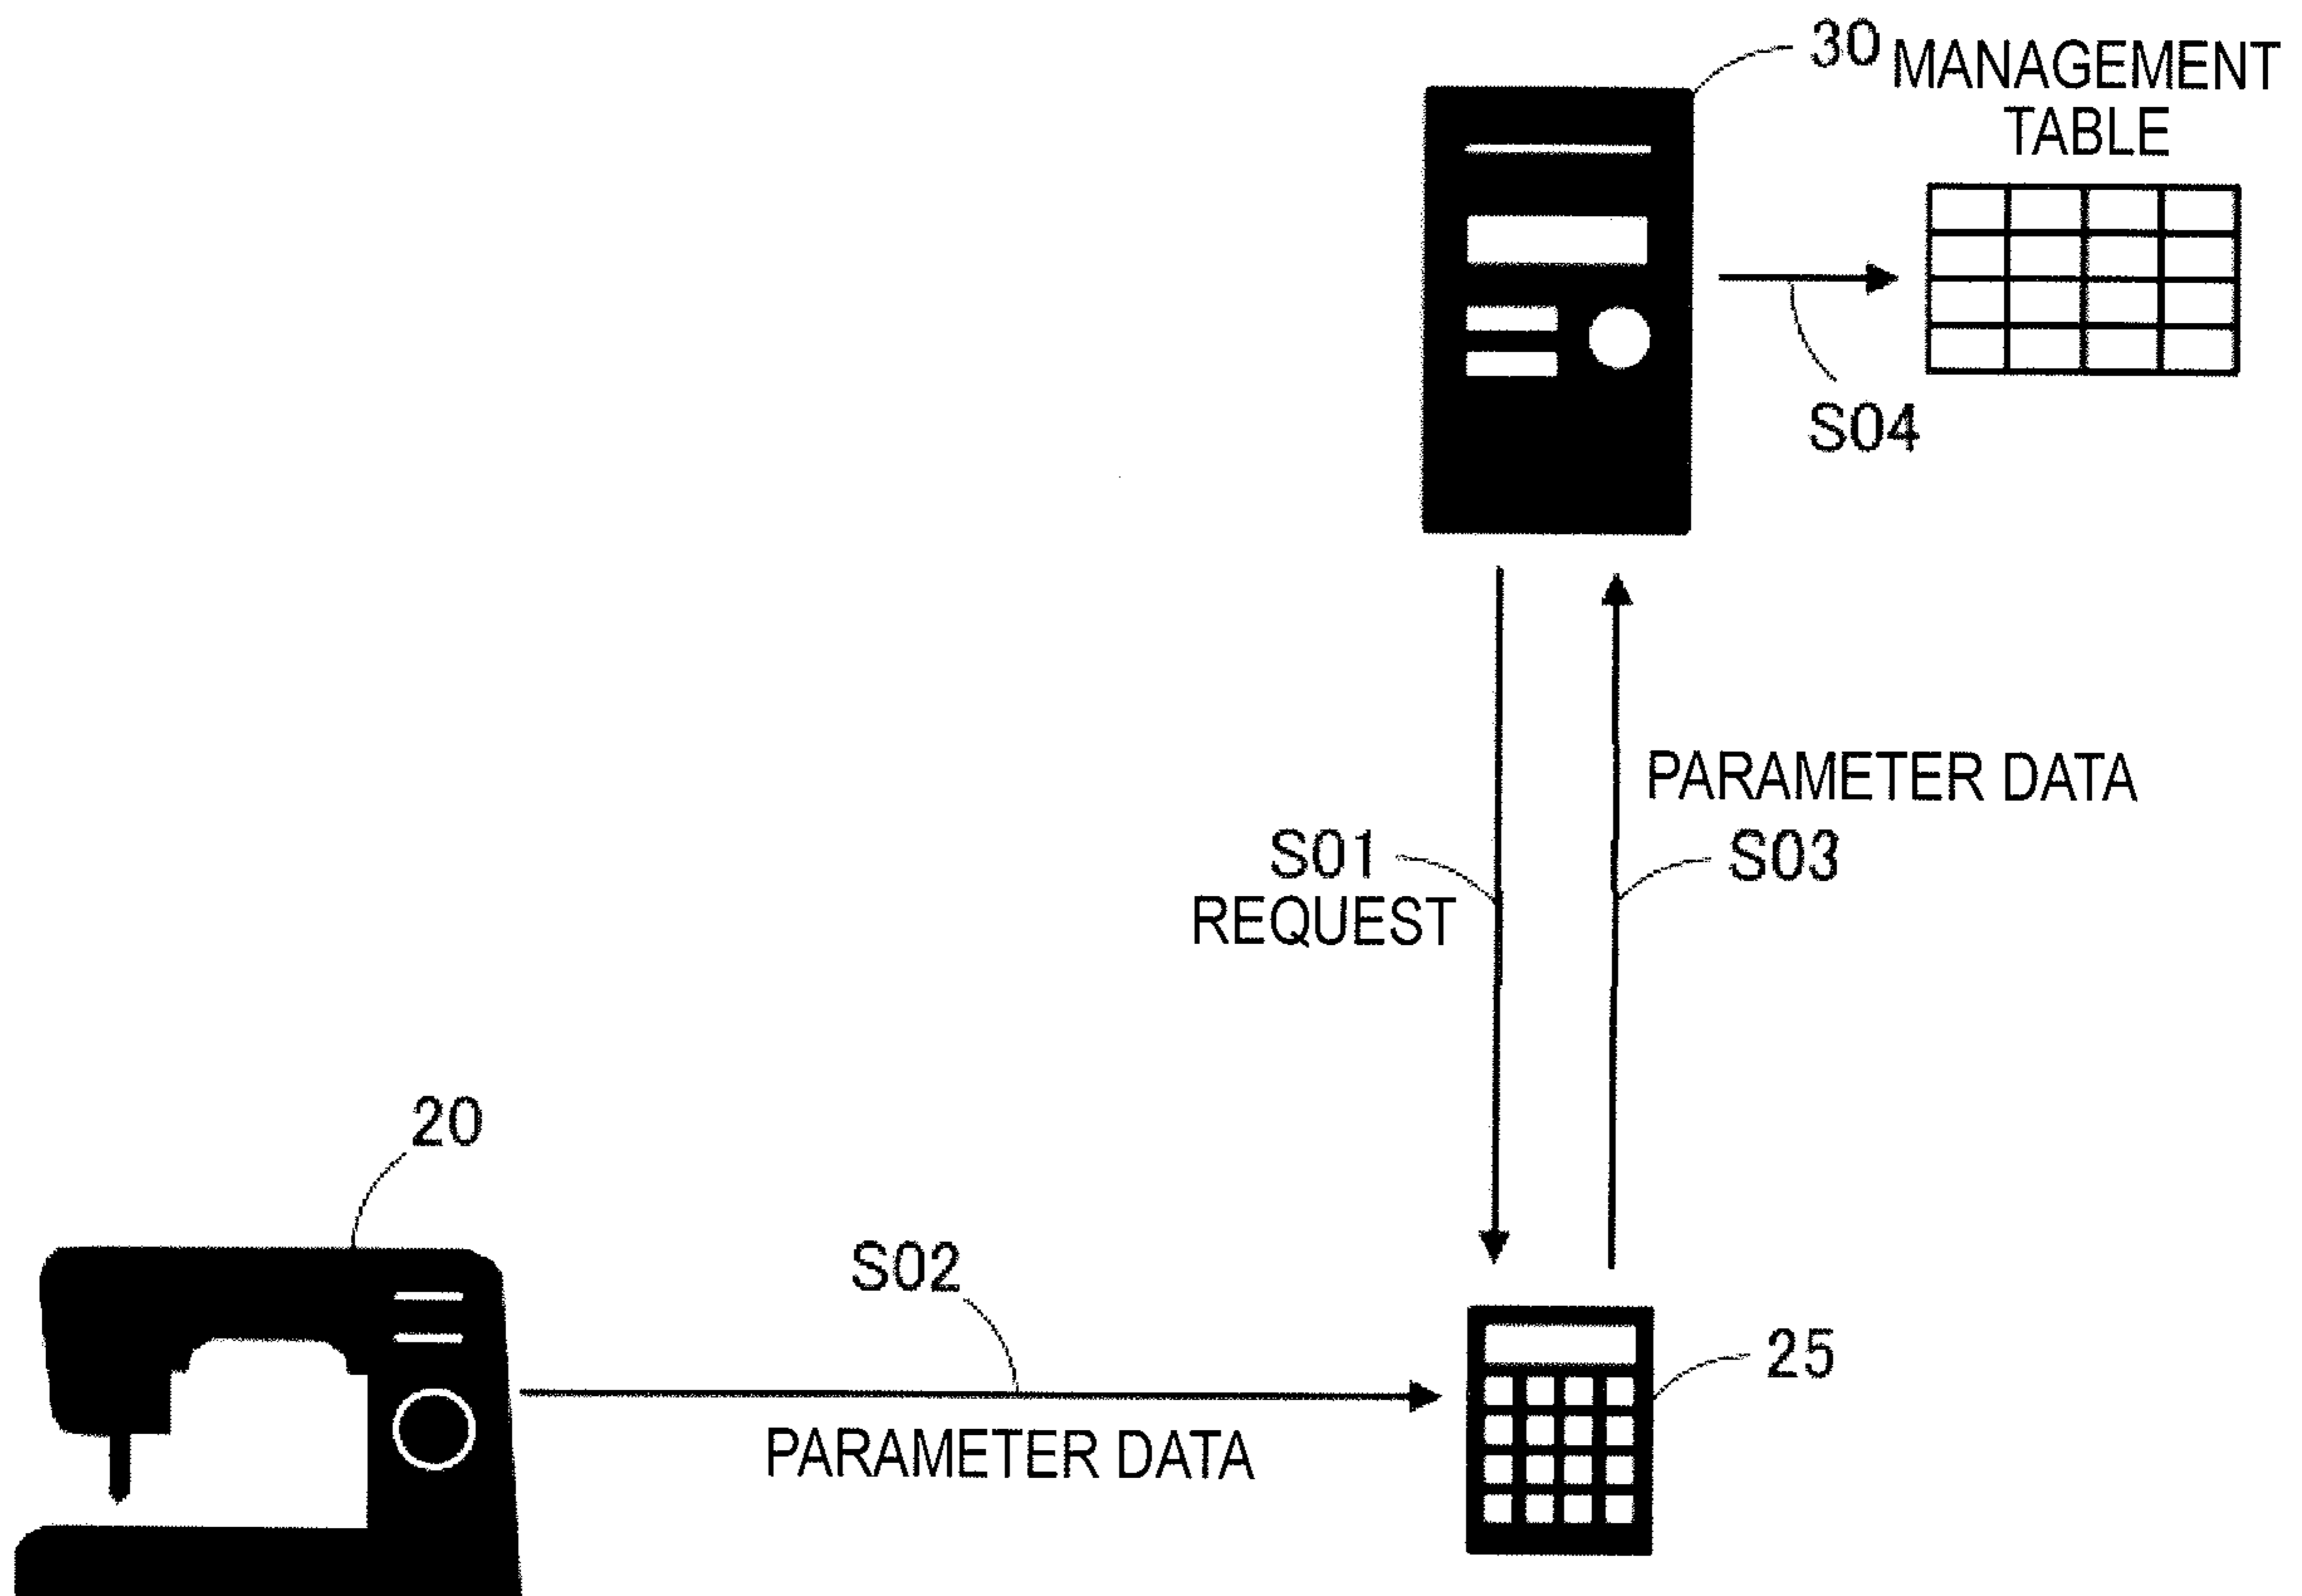 30
MANAGEMENT
TABLE
S04
PARAMETER DATA
S01
S03
REQUEST
20
S02
25
PARAMETER DATA